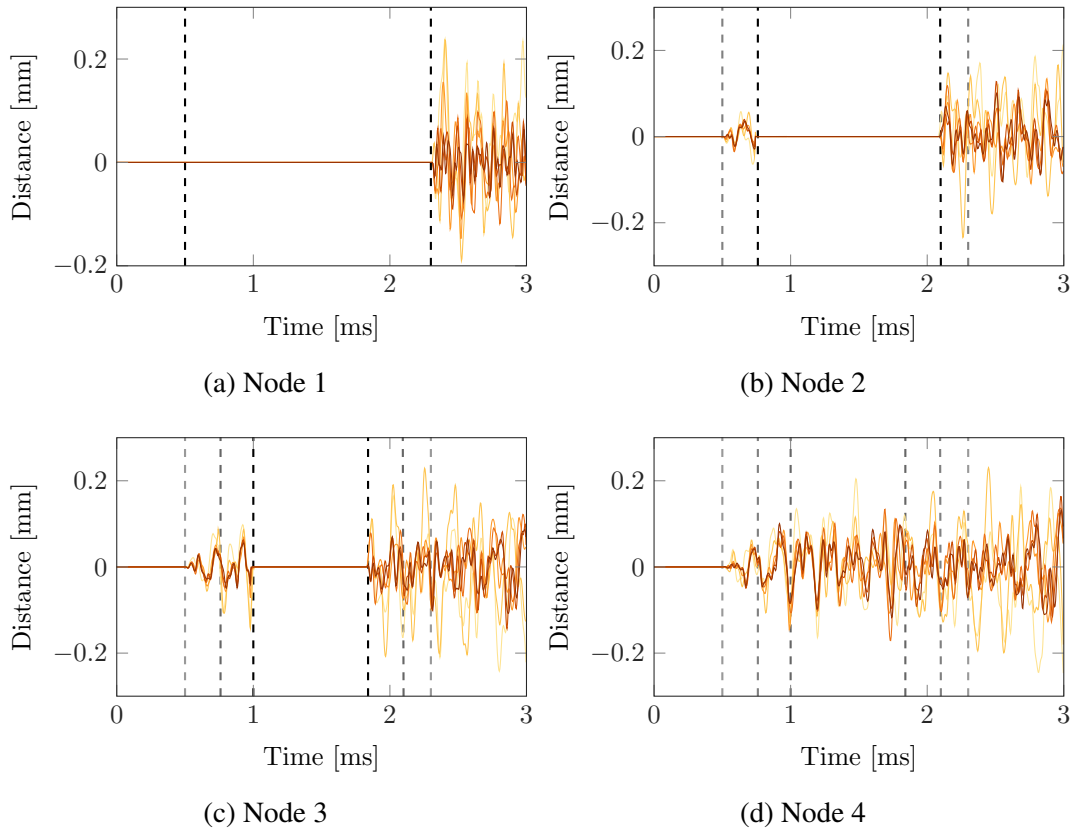 0.2
0
−0.2
Distance [mm]
0 1 2 3
Time [ms]
(a) Node 1
0.2
0
−0.2
Distance [mm]
0 1 2 3
Time [ms]
(b) Node 2
0.2
0
−0.2
Distance [mm]
0 1 2 3
Time [ms]
(c) Node 3
0.2
0
−0.2
Distance [mm]
0 1 2 3
Time [ms]
(d) Node 4